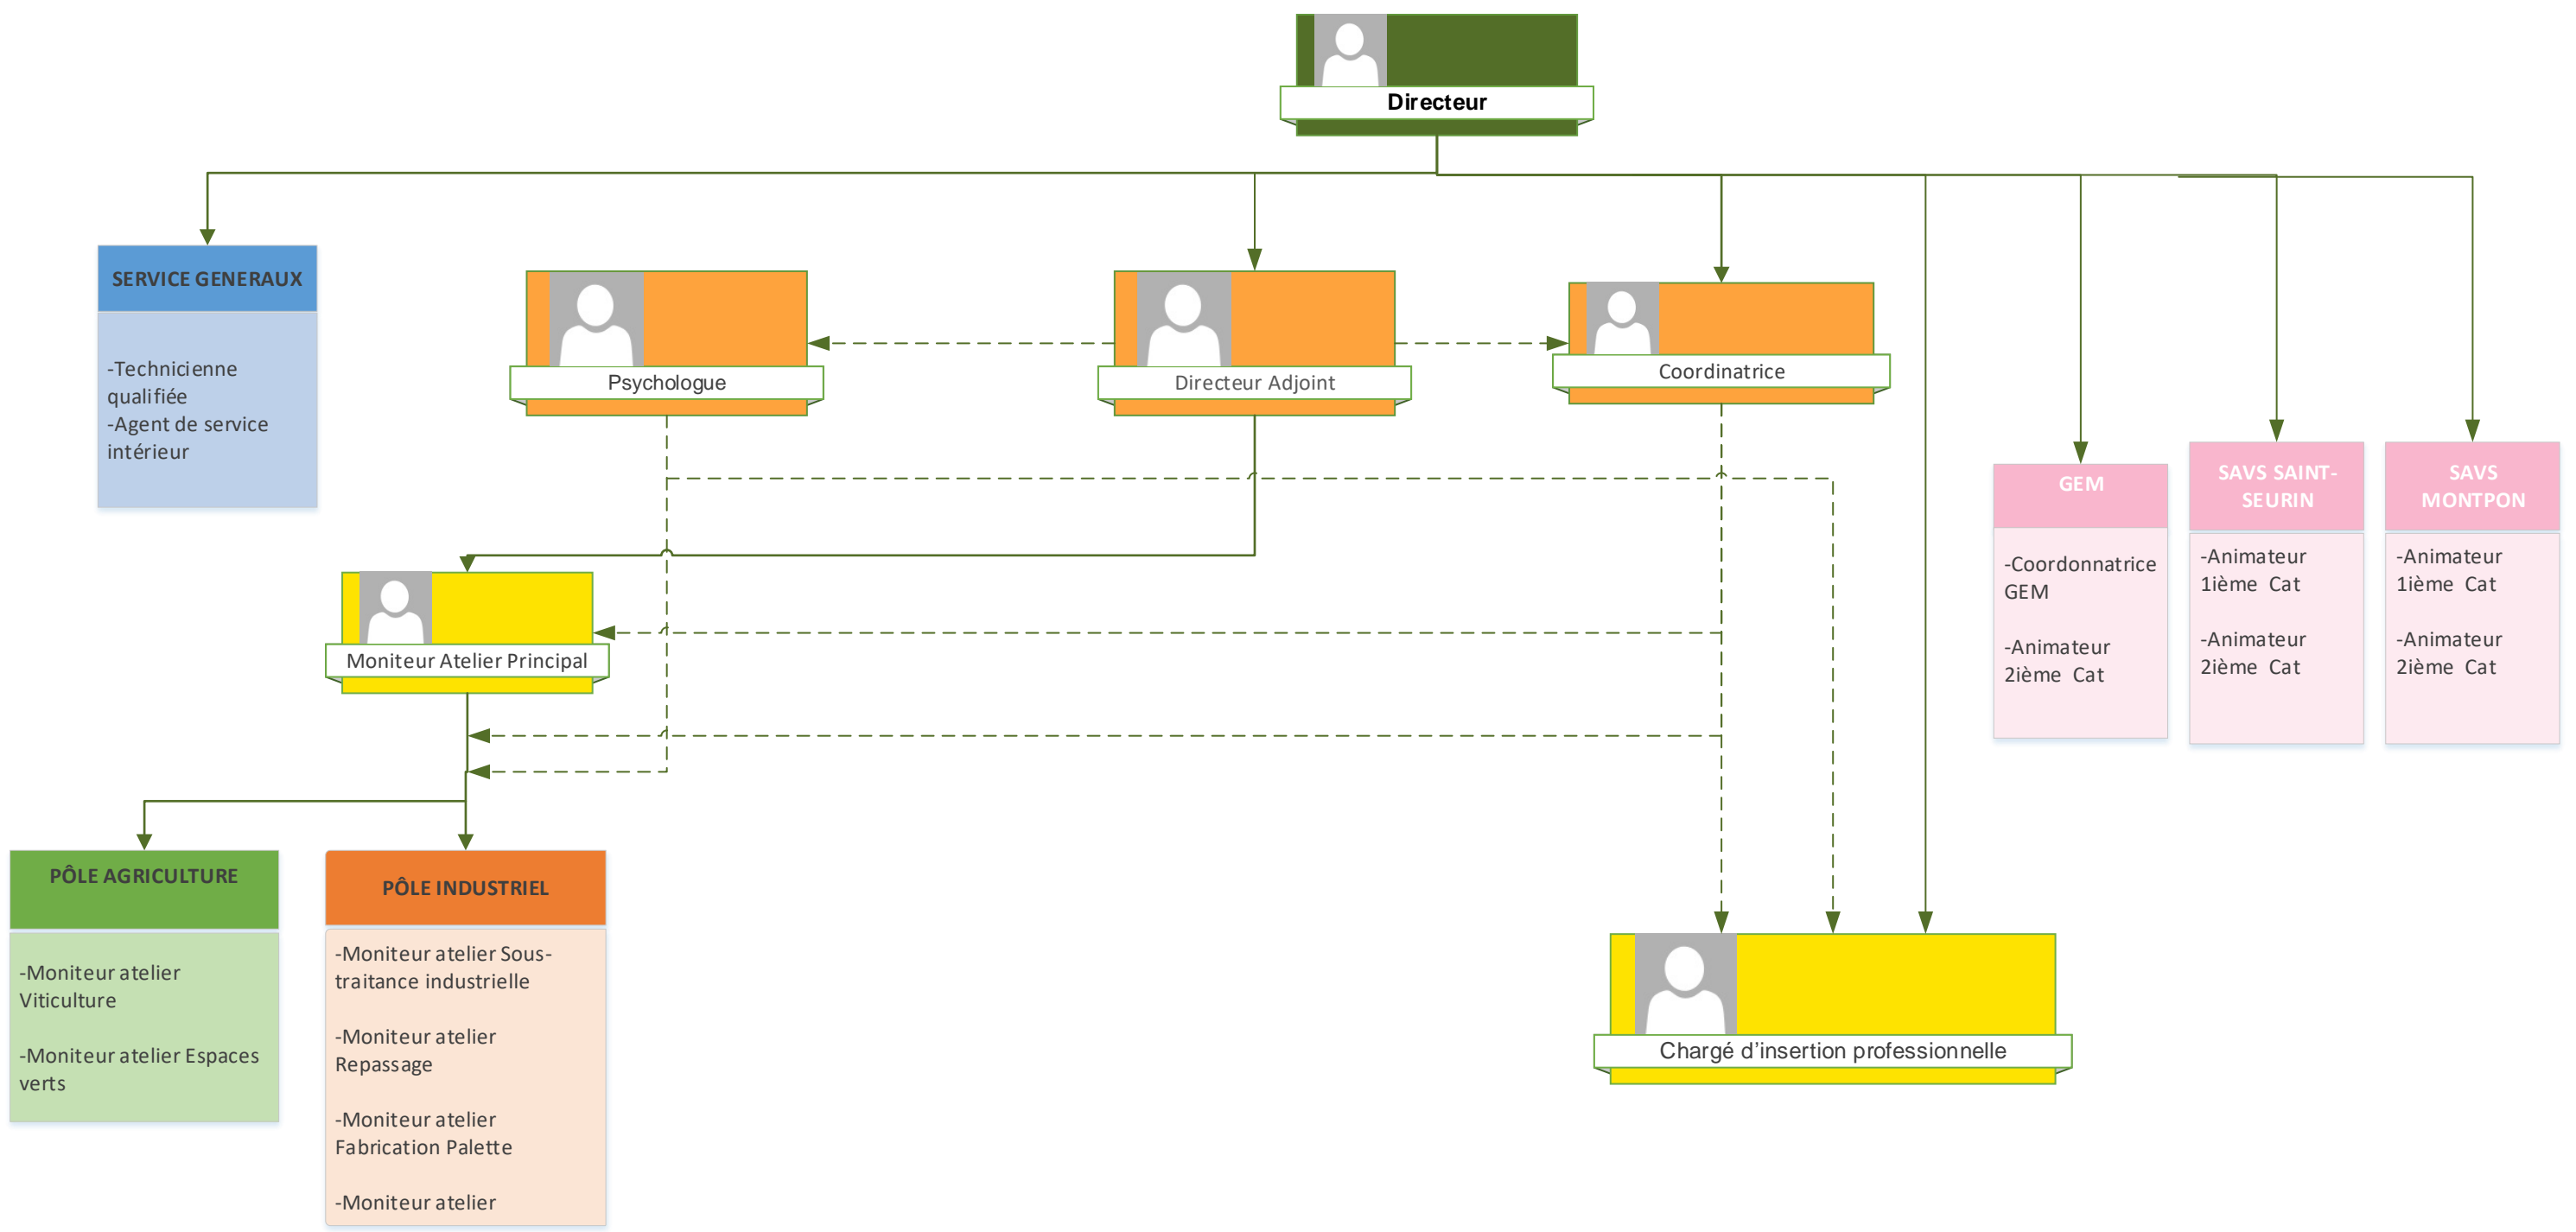 Directeur
SERVICE GENERAUX
-Technicienne
qualifiée
-Agent de service
intérieur
Psychologue
Directeur Adjoint
Coordinatrice
GEM
-Coordonnatrice
GEM
-Animateur
2ième Cat
SAVS SAINT-
SEURIN
-Animateur
1ième Cat
-Animateur
2ième Cat
SAVS
MONTPON
-Animateur
1ième Cat
-Animateur
2ième Cat
Moniteur Atelier Principal
PÔLE AGRICULTURE
-Moniteur atelier
Viticulture
-Moniteur atelier Espaces
verts
PÔLE INDUSTRIEL
-Moniteur atelier Sous-
traitance industrielle
-Moniteur atelier
Repassage
-Moniteur atelier
Fabrication Palette
-Moniteur atelier
Chargé d’insertion professionnelle